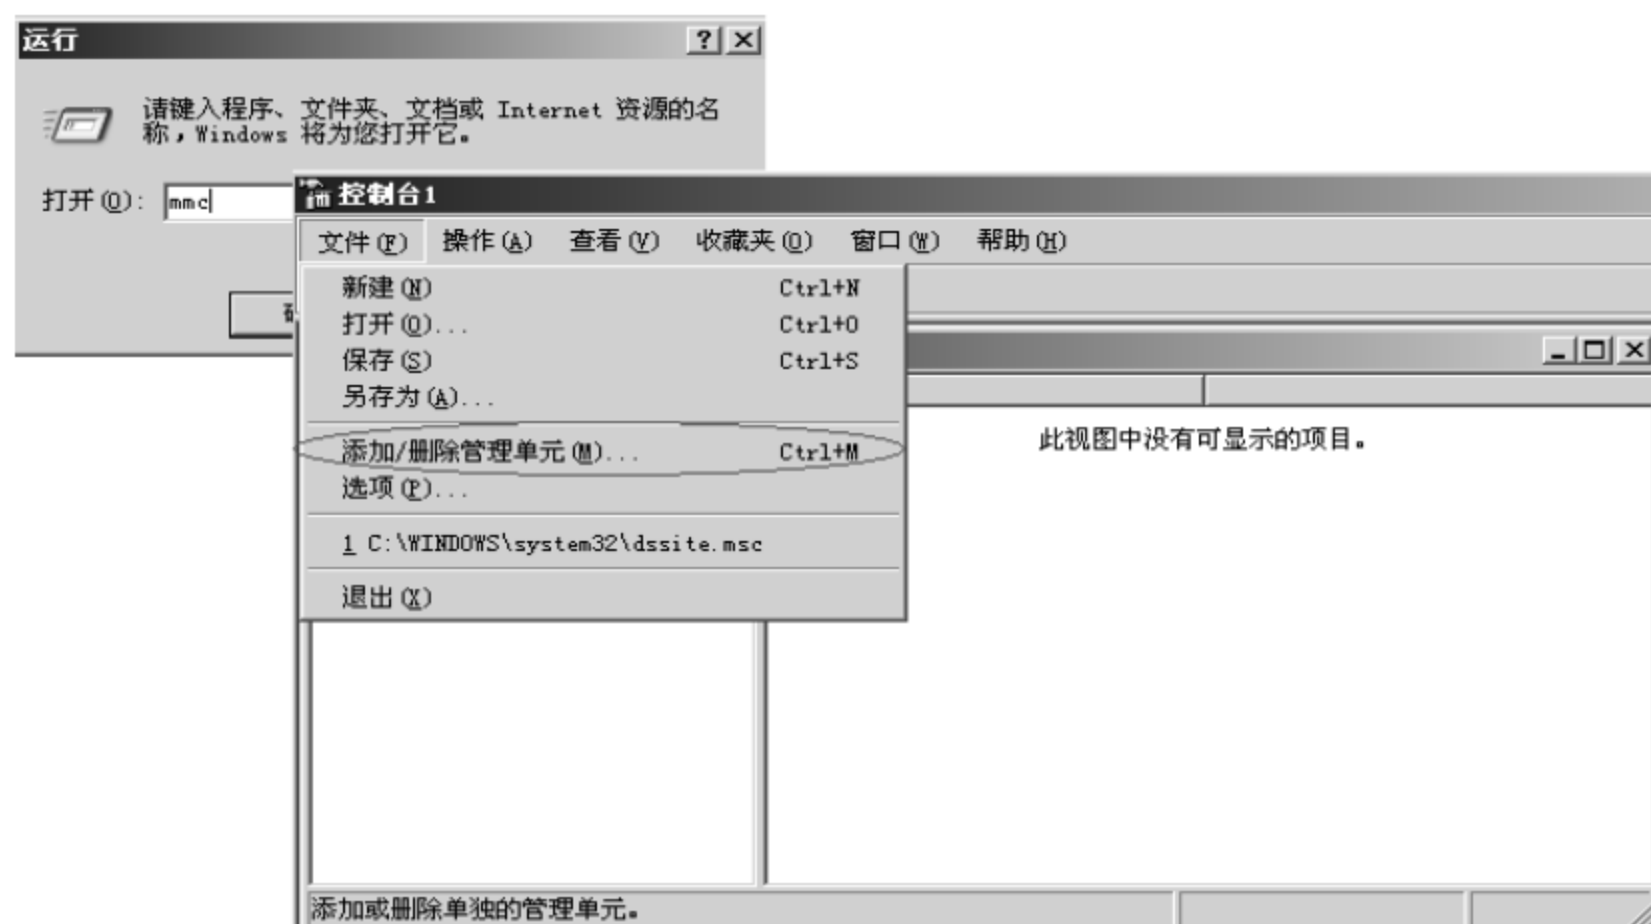 运行
请键入程序、文件夹、文档或 Internet 资源的名
称，Windows 将为您打开它。
打开(O): mmc
控制台1
文件(F) 操作(A) 查看(V) 收藏夹(O) 窗口(W) 帮助(H)
新建(N) Ctrl+N
打开(O)... Ctrl+O
保存(S) Ctrl+S
另存为(A)...
添加/删除管理单元(M)... Ctrl+M
选项(P)...
1 C:\WINDOWS\system32\dssite.msc
退出(X)
此视图中没有可显示的项目。
添加或删除单独的管理单元。